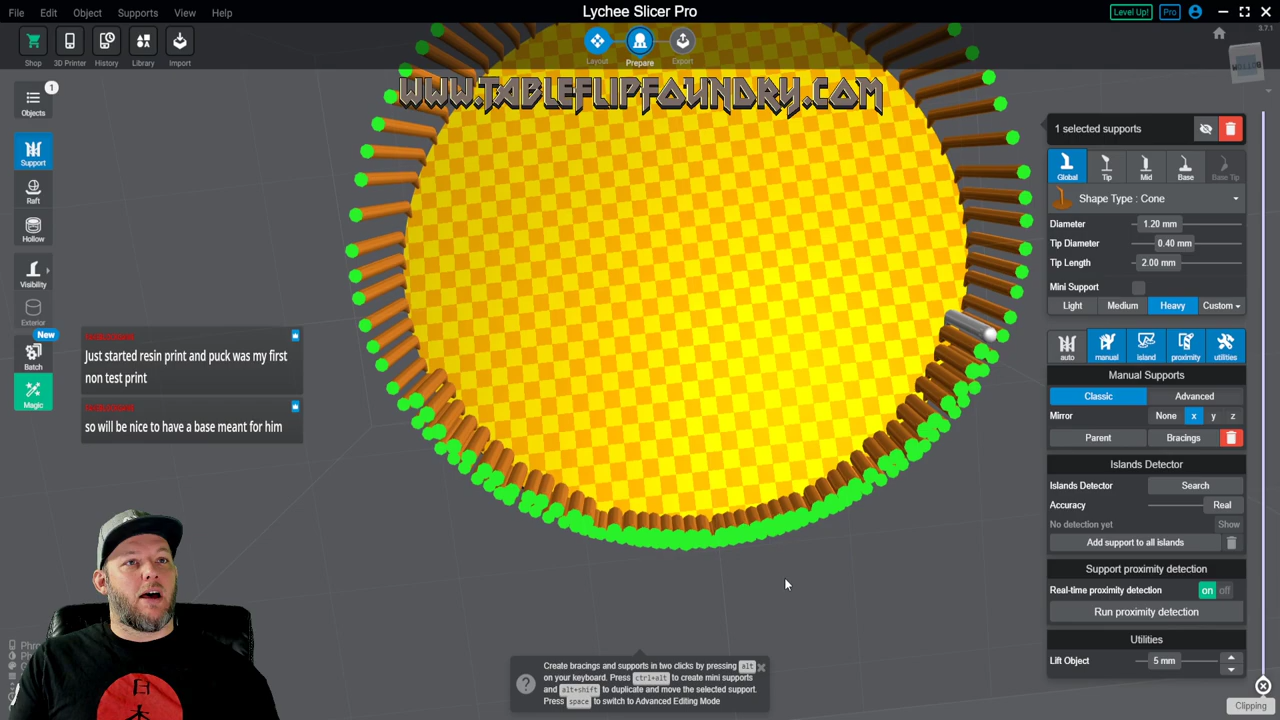 File Edit Object Supports View Help
Lychee Slicer Pro
Level Up! Pro
3.7.1
Shop 3D Printer History Library Import
Layout Prepare Export
WWW.TABLEFLIPFOUNDRY.COM
BOTTOM
1
Objects
Support
Raft
Hollow
Visibility
Exterior
New
Batch
Magic
Just started resin print and puck was my first
non test print
so will be nice to have a base meant for him
1 selected supports
Global Tip Mid Base Base Tip
Shape Type : Cone
Diameter 1.20 mm
Tip Diameter 0.40 mm
Tip Length 2.00 mm
Mini Support
Light Medium Heavy Custom
auto manual island proximity utilities
Manual Supports
Classic Advanced
Mirror None x y z
Parent Bracings
Islands Detector
Islands Detector Search
Accuracy Real
No detection yet Show
Add support to all islands
Support proximity detection
Real-time proximity detection on off
Run proximity detection
Utilities
Lift Object 5 mm
Clipping
?
Create bracings and supports in two clicks by pressing alt
on your keyboard. Press ctrl+alt to create mini supports
and alt+shift to duplicate and move the selected support.
Press space to switch to Advanced Editing Mode
日
本